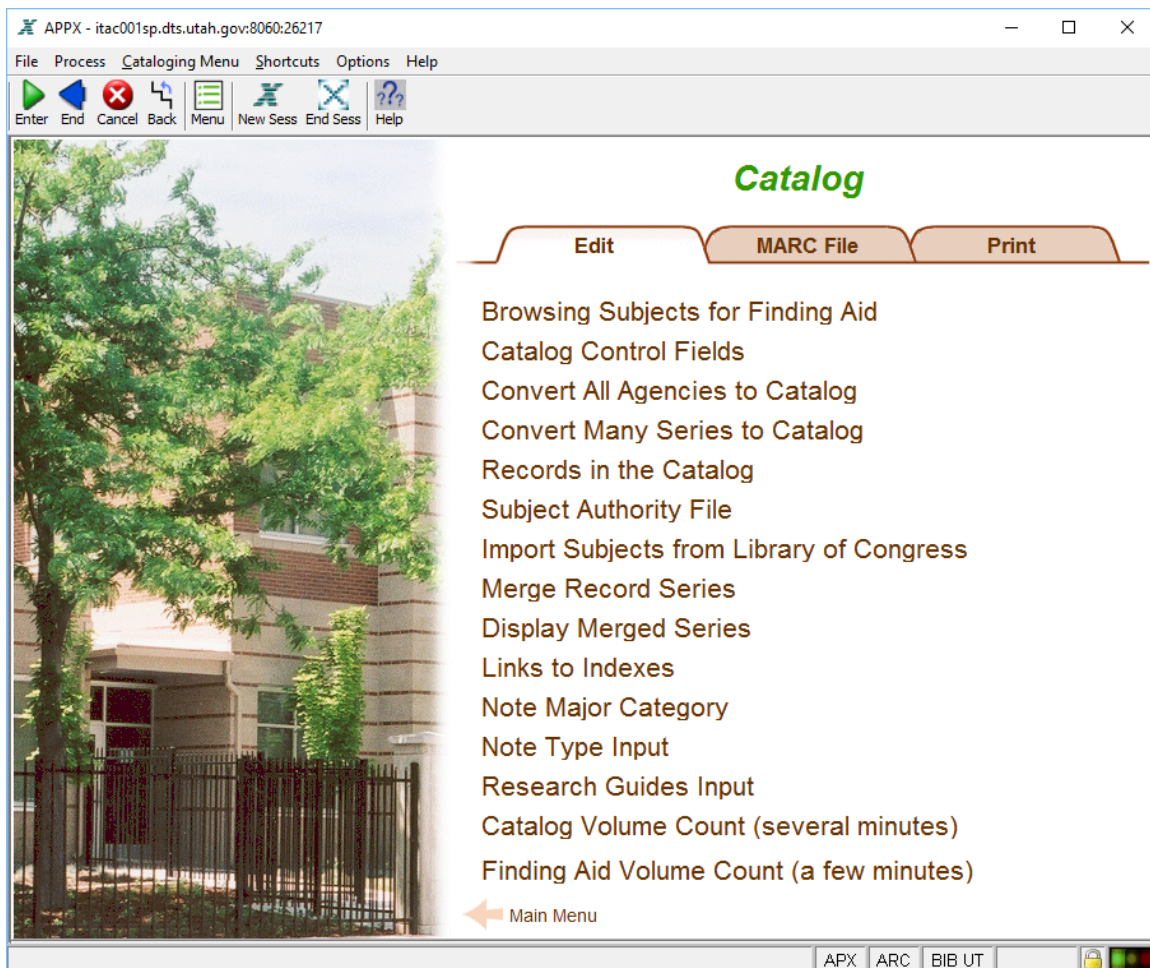 APPX - itac001sp.dts.utah.gov:8060:26217
File Process Cataloging Menu Shortcuts Options Help
Enter End Cancel Back Menu New Sess End Sess Help
Catalog
Edit MARC File Print
Browsing Subjects for Finding Aid
Catalog Control Fields
Convert All Agencies to Catalog
Convert Many Series to Catalog
Records in the Catalog
Subject Authority File
Import Subjects from Library of Congress
Merge Record Series
Display Merged Series
Links to Indexes
Note Major Category
Note Type Input
Research Guides Input
Catalog Volume Count (several minutes)
Finding Aid Volume Count (a few minutes)
Main Menu
APX ARC BIB UT